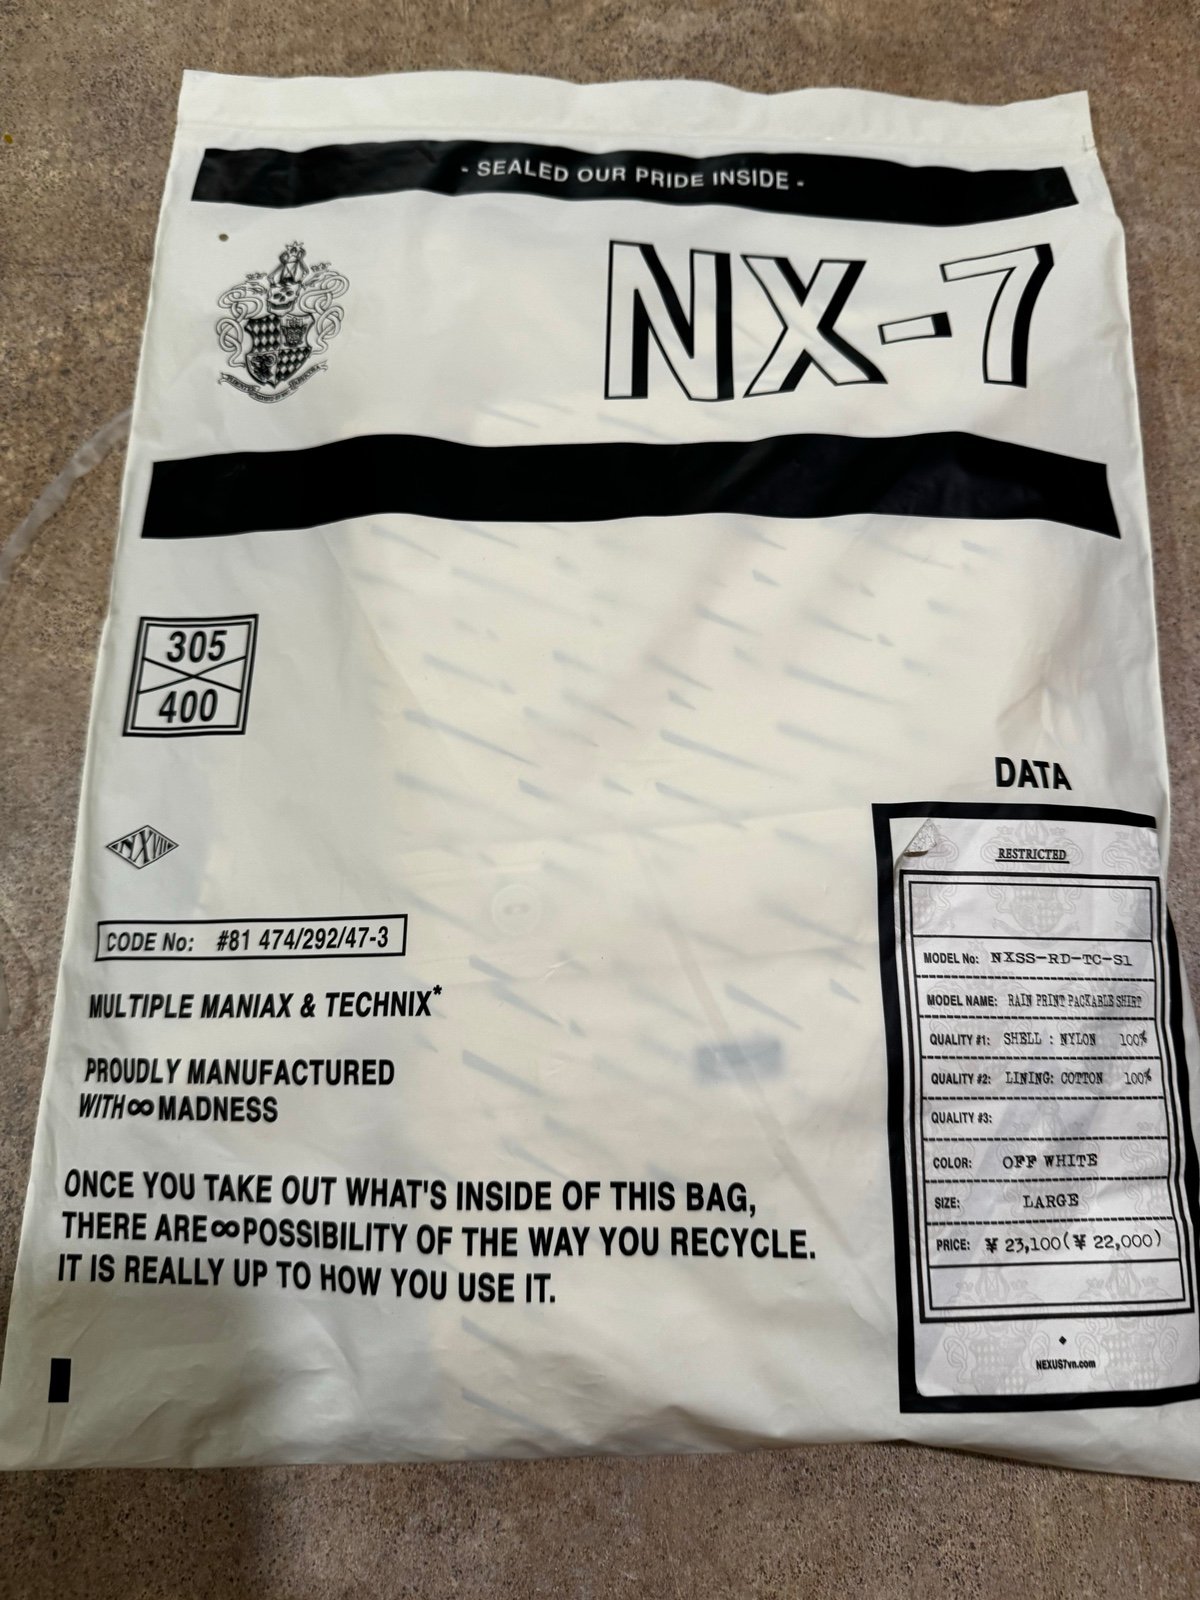 - SEALED OUR PRIDE INSIDE -
NX-7
305
400
NXVII
CODE No: #81 474/292/47-3
MULTIPLE MANIAX & TECHNIX*
PROUDLY MANUFACTURED
WITH ∞ MADNESS
ONCE YOU TAKE OUT WHAT'S INSIDE OF THIS BAG,
THERE ARE ∞ POSSIBILITY OF THE WAY YOU RECYCLE.
IT IS REALLY UP TO HOW YOU USE IT.
DATA
RESTRICTED
MODEL No: NXSS-RD-TC-S1
MODEL NAME: RAIN PRINT PACKABLE SHIRT
QUALITY #1: SHELL : NYLON 100%
QUALITY #2: LINING: COTTON 100%
QUALITY #3:
COLOR: OFF WHITE
SIZE: LARGE
PRICE: ¥ 23,100(¥ 22,000)
NEXUS7vn.com